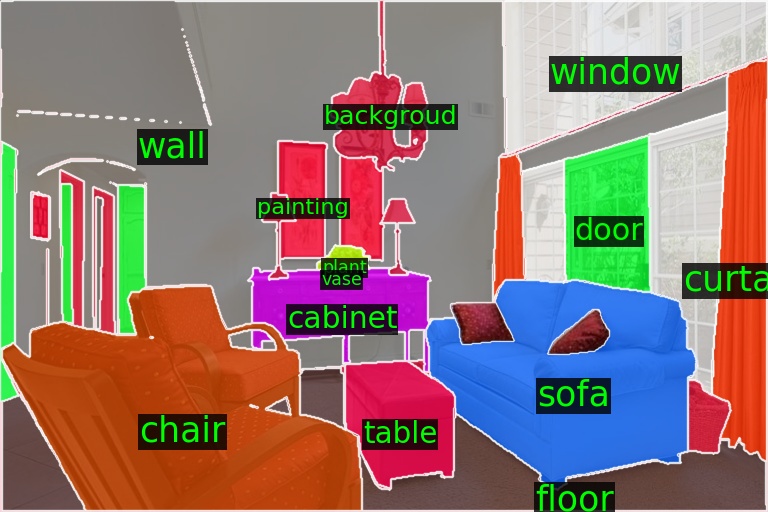 window
backgroud
wall
painting
door
plant
vase
curta
cabinet
sofa
chair
table
floor